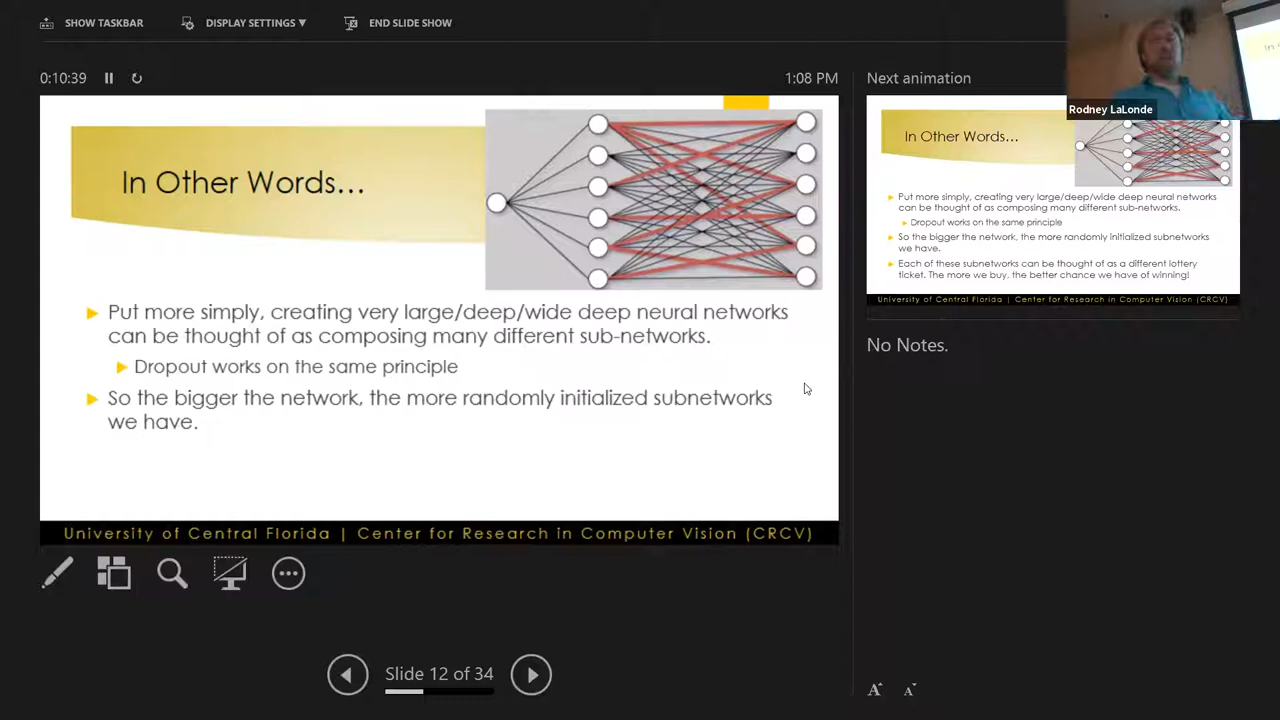 SHOW TASKBAR
DISPLAY SETTINGS ▼
END SLIDE SHOW
0:10:39
1:08 PM
In Other Words...
Put more simply, creating very large/deep/wide deep neural networks
can be thought of as composing many different sub-networks.
Dropout works on the same principle
So the bigger the network, the more randomly initialized subnetworks
we have.
University of Central Florida | Center for Research in Computer Vision (CRCV)
Slide 12 of 34
Next animation
Rodney LaLonde
In Other Words...
Put more simply, creating very large/deep/wide deep neural networks
can be thought of as composing many different sub-networks.
Dropout works on the same principle
So the bigger the network, the more randomly initialized subnetworks
we have.
Each of these subnetworks can be thought of as a different lottery
ticket. The more we buy, the better chance we have of winning!
University of Central Florida | Center for Research in Computer Vision (CRCV)
No Notes.
A A